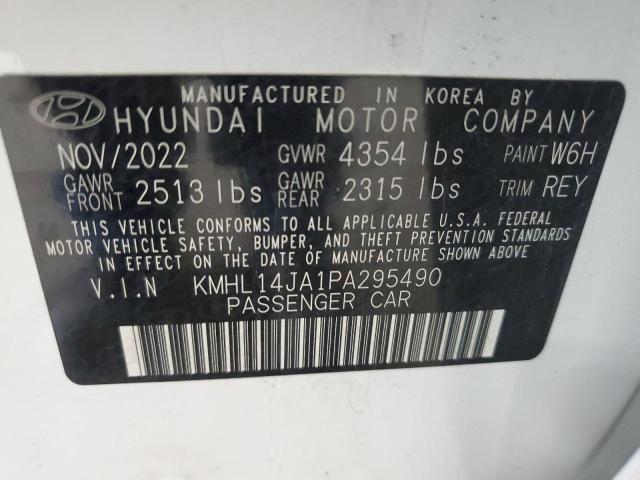 MANUFACTURED IN KOREA BY
HYUNDAI MOTOR COMPANY
NOV/2022 GVWR 4354 lbs PAINT W6H
GAWR FRONT 2513 lbs GAWR REAR 2315 lbs TRIM REY
THIS VEHICLE CONFORMS TO ALL APPLICABLE U.S.A. FEDERAL
MOTOR VEHICLE SAFETY, BUMPER, AND THEFT PREVENTION STANDARDS
IN EFFECT ON THE DATE OF MANUFACTURE SHOWN ABOVE
V.I.N KMHL14JA1PA295490
PASSENGER CAR